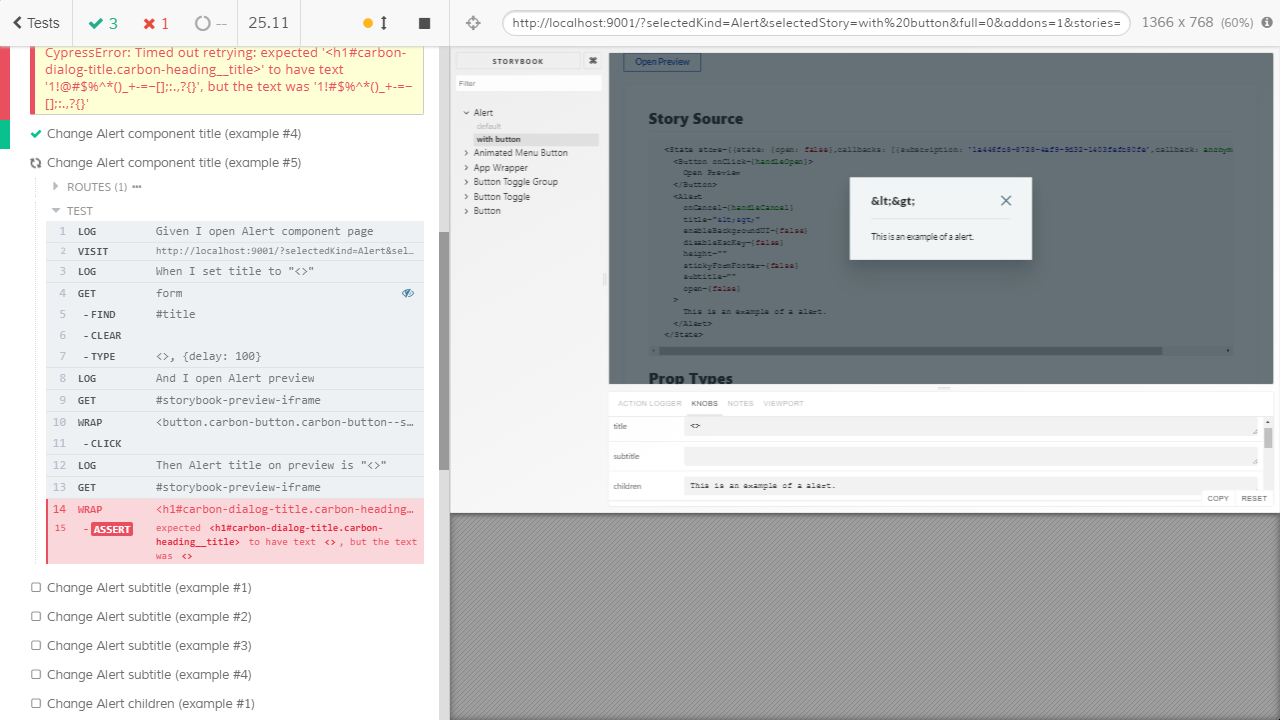 Tests
3
1
--
25.11
CypressError: Timed out retrying: expected '<h1#carbon-
dialog-title.carbon-heading__title>' to have text
'1!@#$%^*()_+-=~[];:.,?{}', but the text was '1!#$%^*()_+-=~
[];:.,?{}'
Change Alert component title (example #4)
Change Alert component title (example #5)
ROUTES (1) •••
TEST
1 LOG Given I open Alert component page
2 VISIT http://localhost:9001/?selectedKind=Alert&sel…
3 LOG When I set title to "<>"
4 GET form
5 -FIND #title
6 -CLEAR
7 -TYPE <>, {delay: 100}
8 LOG And I open Alert preview
9 GET #storybook-preview-iframe
10 WRAP <button.carbon-button.carbon-button--s…
11 -CLICK
12 LOG Then Alert title on preview is "<>"
13 GET #storybook-preview-iframe
14 WRAP <h1#carbon-dialog-title.carbon-heading…
15 -ASSERT expected <h1#carbon-dialog-title.carbon-
heading__title> to have text <>, but the text
was <>
Change Alert subtitle (example #1)
Change Alert subtitle (example #2)
Change Alert subtitle (example #3)
Change Alert subtitle (example #4)
Change Alert children (example #1)
http://localhost:9001/?selectedKind=Alert&selectedStory=with%20button&full=0&addons=1&stories=
1366 x 768 (60%)
STORYBOOK
⌘
Filter
Alert
default
with button
Animated Menu Button
App Wrapper
Button Toggle Group
Button Toggle
Button
Open Preview
Story Source
<State store={{state: {open: false},callbacks: [{subscription:
<Button onClick={handleOpen}>
Open Preview
</Button>
<Alert
onCancel={handleCancel}
title="&lt;&gt;"
enableBackgroundUI={false}
disableEscKey={false}
height=""
stickyFormFooter={false}
subtitle=""
open={false}
>
This is an example of a alert.
</Alert>
</State>
Prop Types
&lt;&gt;
This is an example of a alert.
ACTION LOGGER KNOBS NOTES VIEWPORT
title <>
subtitle
children This is an example of a alert.
COPY RESET